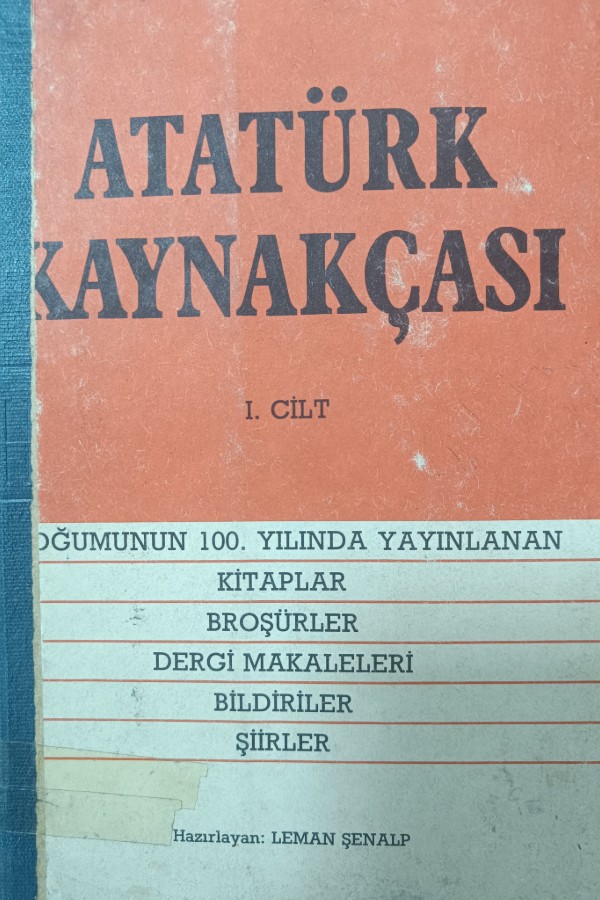 ATATÜRK
KAYNAKÇASI
I. CİLT
OĞUMUNUN 100. YILINDA YAYINLANAN
KİTAPLAR
BROŞÜRLER
DERGİ MAKALELERİ
BİLDİRİLER
ŞİİRLER
Hazırlayan: LEMAN ŞENALP